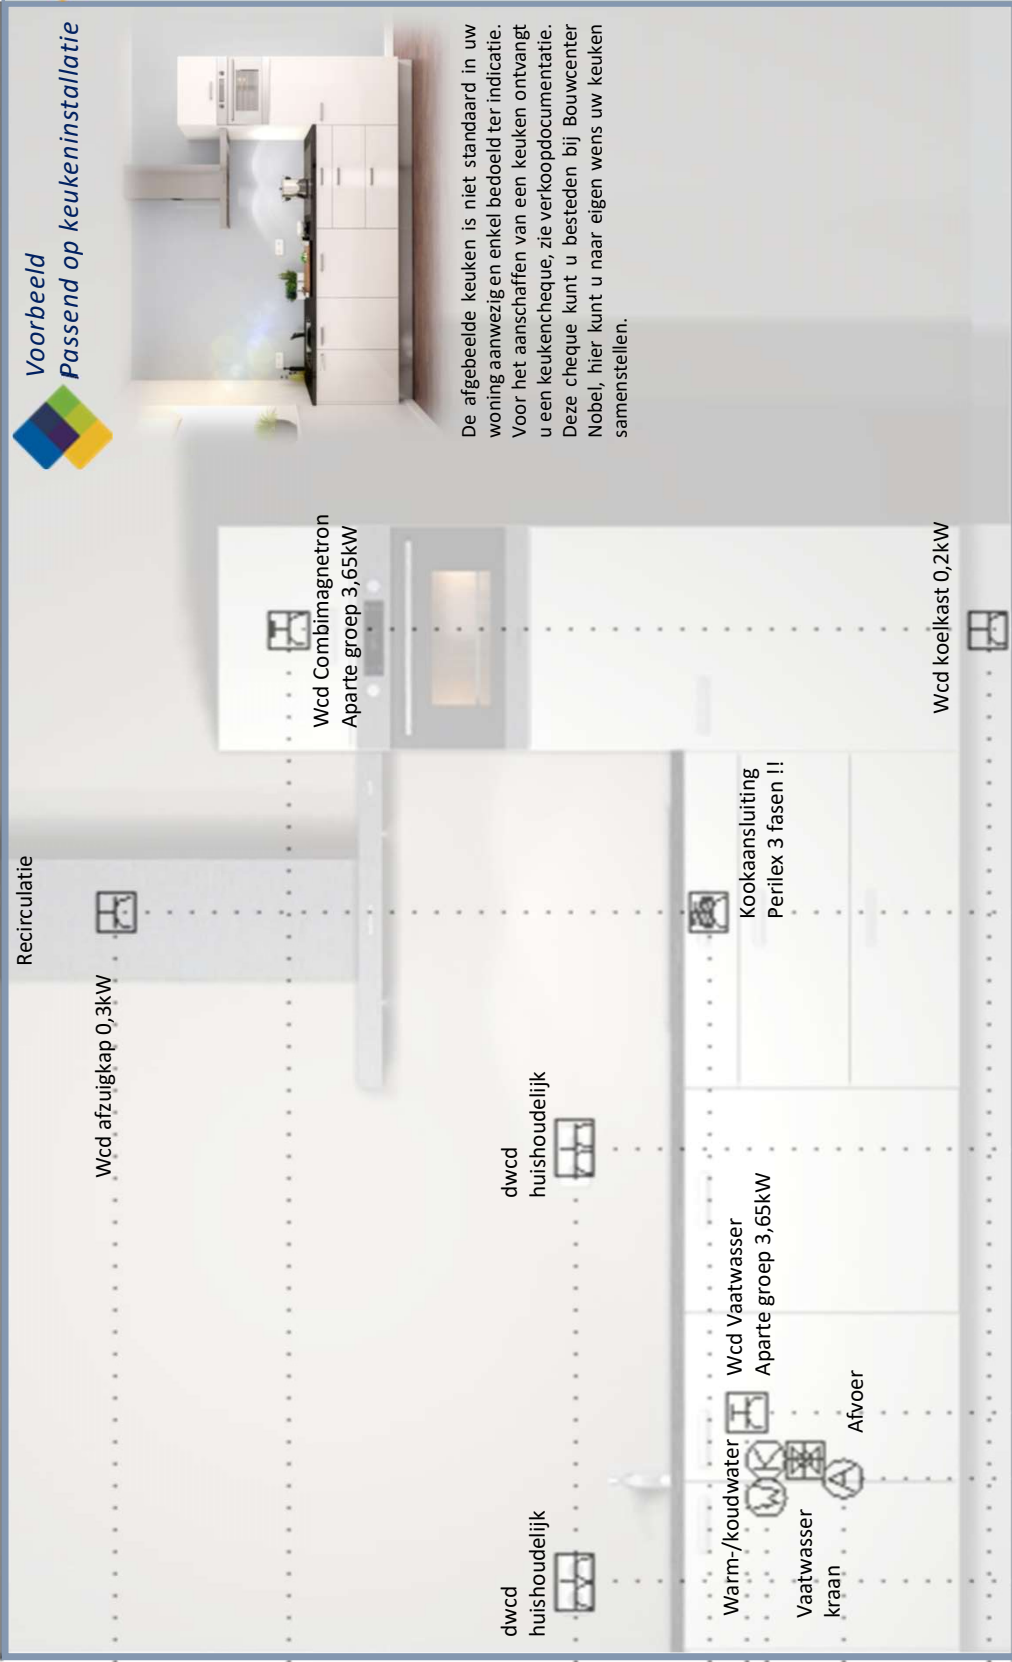 Voorbeeld
Passend op keukeninstallatie
De afgebeelde keuken is niet standaard in uw
woning aanwezig en enkel bedoeld ter indicatie.
Voor het aanschaffen van een keuken ontvangt
u een keukencheque, zie verkoopdocumentatie.
Deze cheque kunt u besteden bij Bouwcenter
Nobel, hier kunt u naar eigen wens uw keuken
samenstellen.
Recirculatie
Wcd afzuigkap 0,3kW
Wcd Combimagnetron
Aparte groep 3,65kW
dwcd
huishoudelijk
dwcd
huishoudelijk
Kookaansluiting
Perilex 3 fasen !!
Wcd Vaatwasser
Aparte groep 3,65kW
Warm-/koudwater
W
K
Vaatwasser
kraan
A
Afvoer
Wcd koelkast 0,2kW